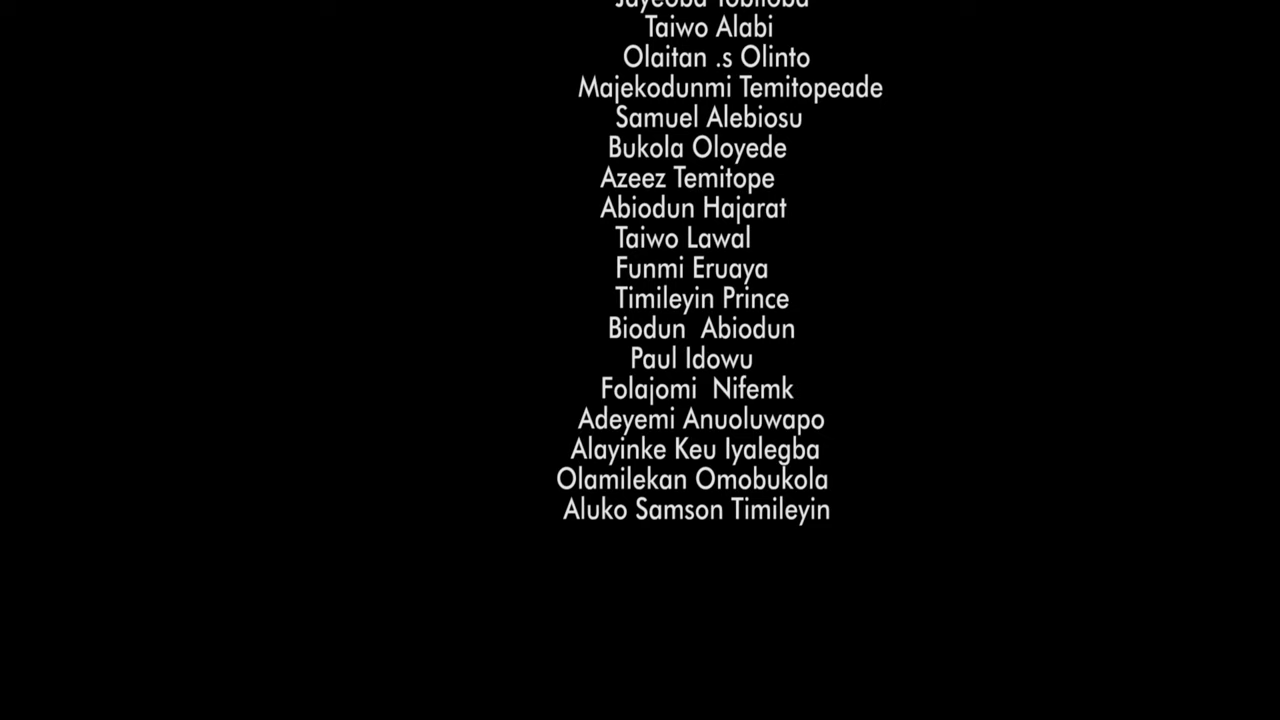 Taiwo Alabi
Olaitan .s Olinto
Majekodunmi Temitopeade
Samuel Alebiosu
Bukola Oloyede
Azeez Temitope
Abiodun Hajarat
Taiwo Lawal
Funmi Eruaya
Timileyin Prince
Biodun  Abiodun
Paul Idowu
Folajomi  Nifemk
Adeyemi Anuoluwapo
Alayinke Keu Iyalegba
Olamilekan Omobukola
Aluko Samson Timileyin